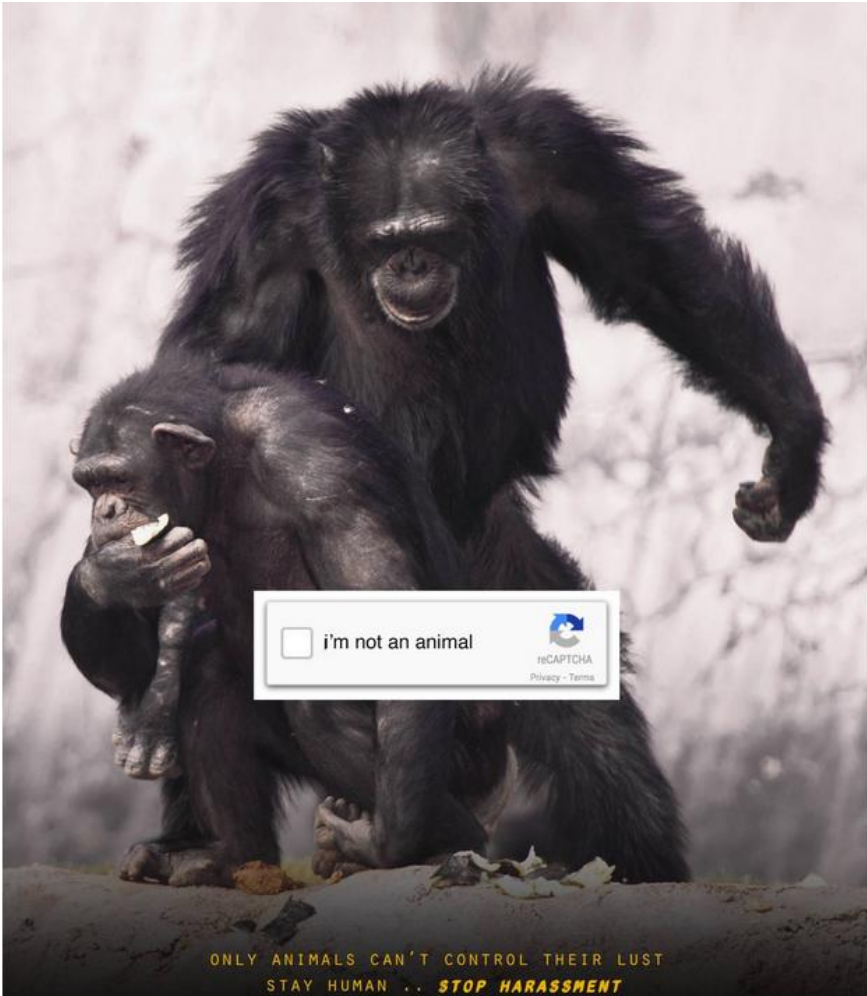 i'm not an animal
reCAPTCHA
Privacy - Terms
ONLY ANIMALS CAN'T CONTROL THEIR LUST
STAY HUMAN .. STOP HARASSMENT